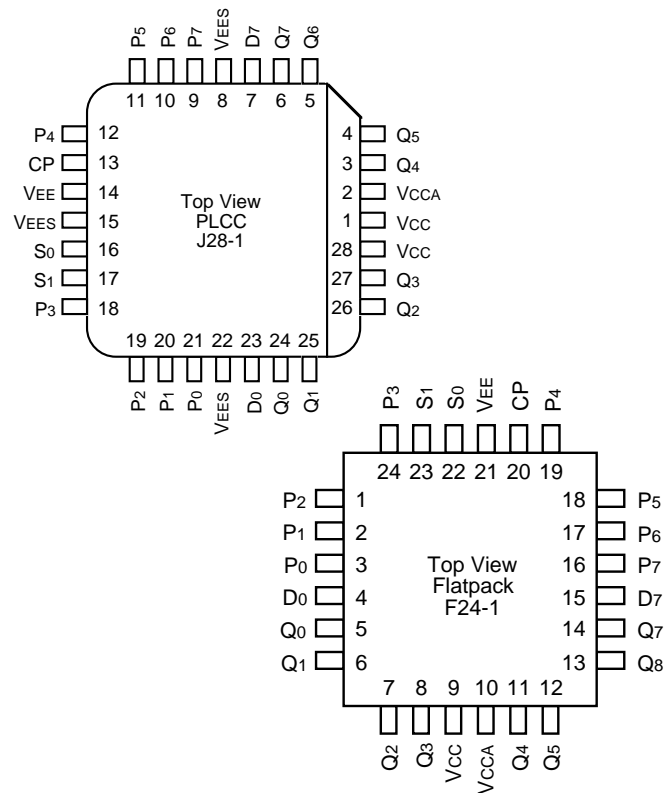 P5 P6 P7 VEES D7 Q7 Q6
11 10 9 8 7 6 5
P4 12 4 Q5
CP 13 3 Q4
VEE 14 2 VCCA
VEES 15 1 VCC
S0 16 28 VCC
S1 17 27 Q3
P3 18 26 Q2
Top View
PLCC
J28-1
19 20 21 22 23 24 25
P2 P1 P0 VEES D0 Q0 Q1
P3 S1 S0 VEE CP P4
24 23 22 21 20 19
P2 1 18 P5
P1 2 17 P6
P0 3 16 P7
D0 4 15 D7
Q0 5 14 Q7
Q1 6 13 Q8
Top View
Flatpack
F24-1
7 8 9 10 11 12
Q2 Q3 VCC VCCA Q4 Q5